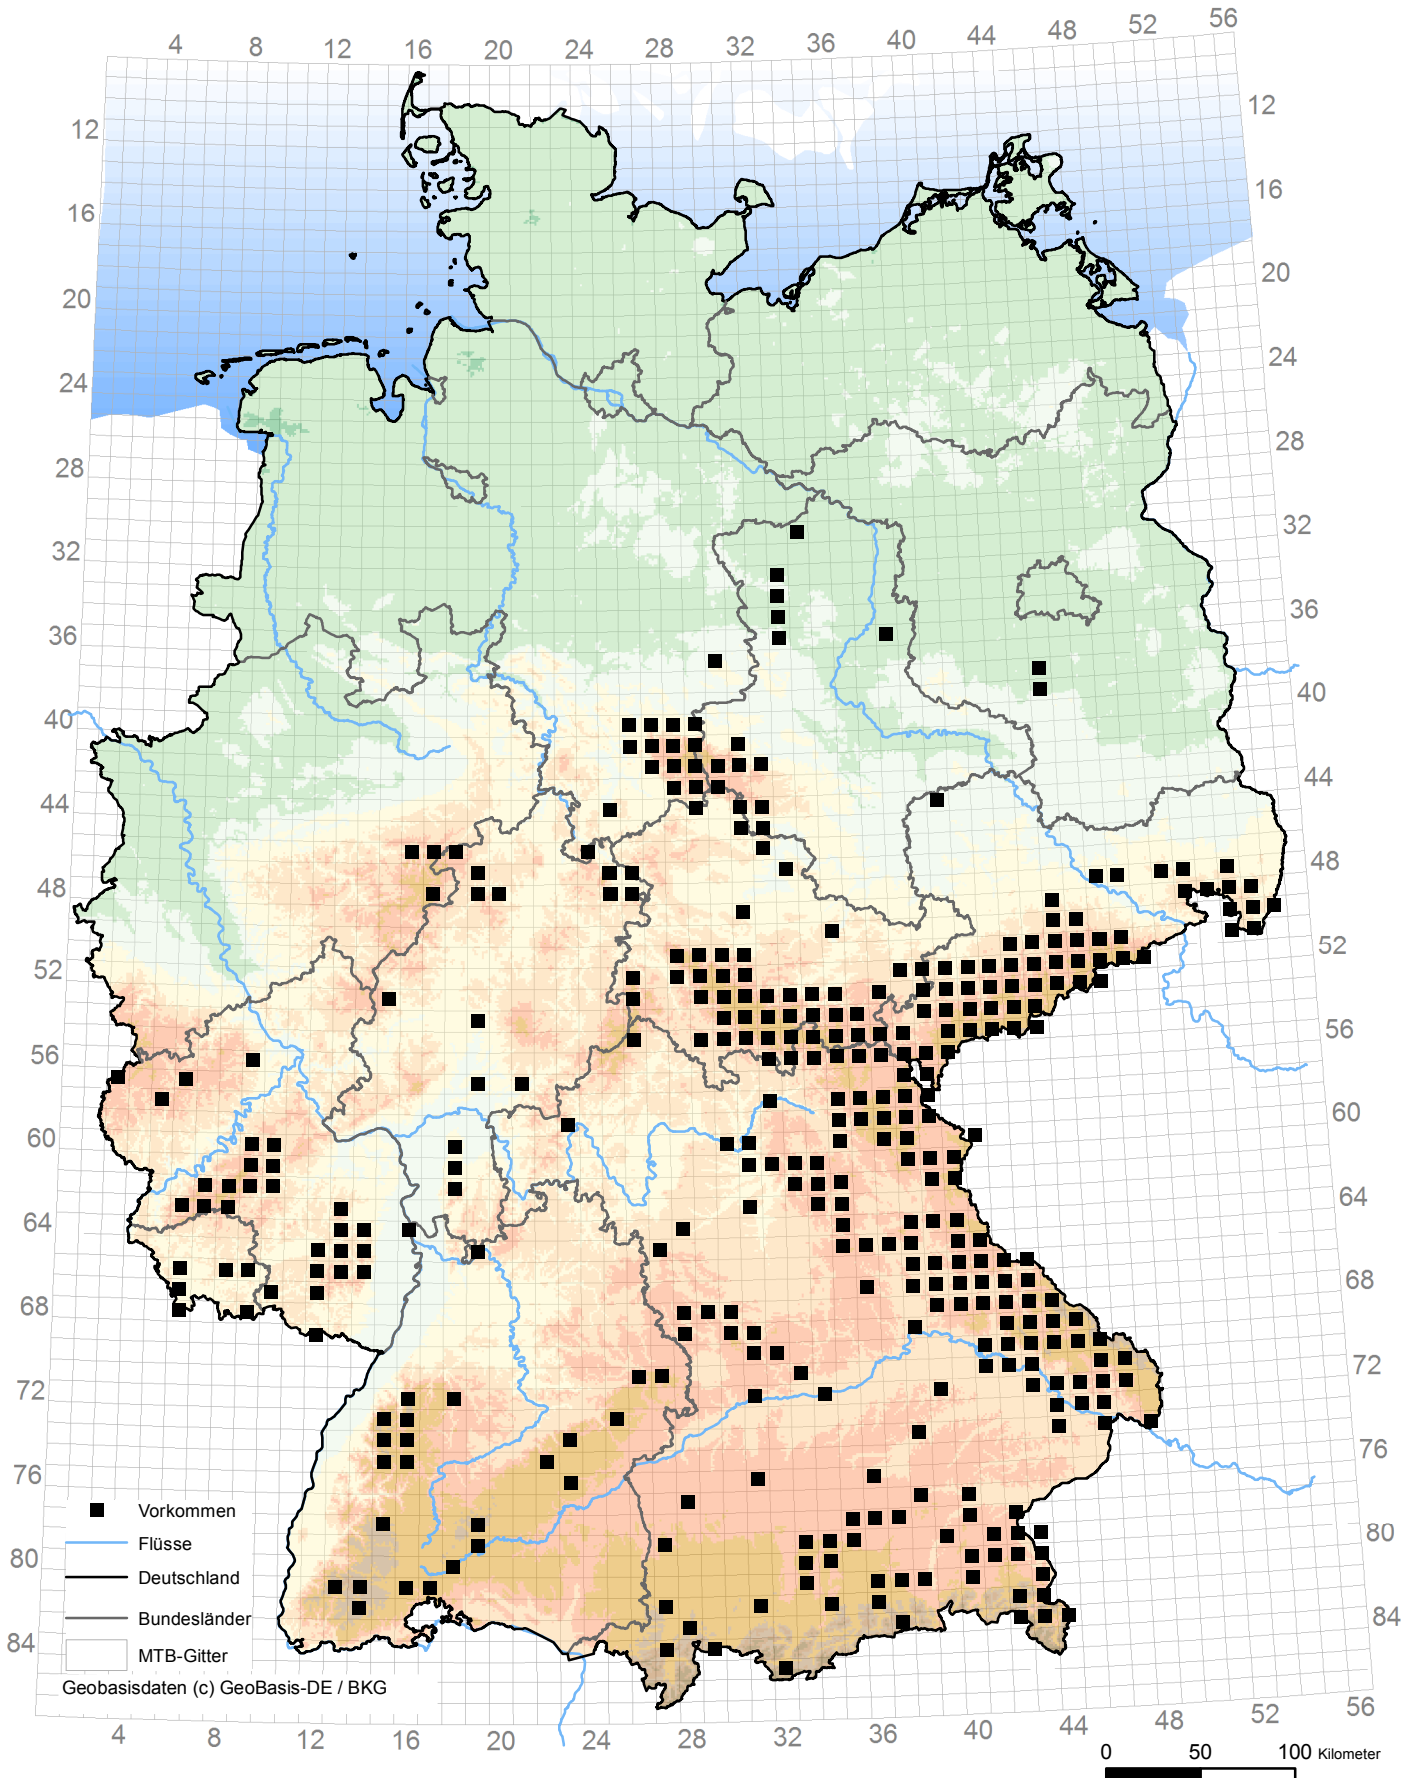 4 8 12 16 20 24 28 32 36 40 44 48 52 56
12 12
16 16
20 20
24 24
28 28
32 32
36 36
40 40
44 44
48 48
52 52
56 56
60 60
64 64
68 68
72 72
76 76
80 80
84 84
Vorkommen
Flüsse
Deutschland
Bundesländer
MTB-Gitter
Geobasisdaten (c) GeoBasis-DE / BKG
4 8 12 16 20 24 28 32 36 40 44 48 52 56
0 50 100 Kilometer